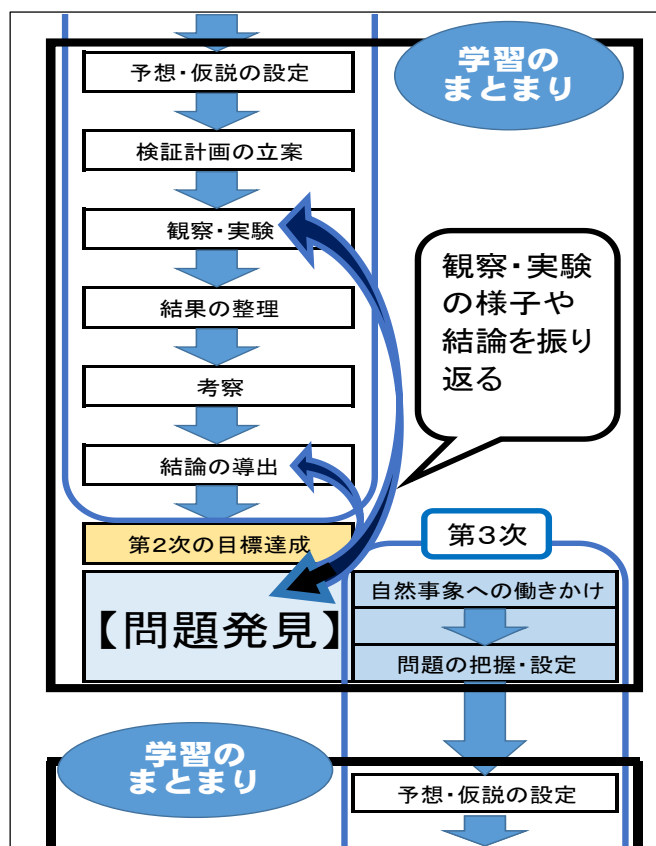 学習の
まとまり
予想・仮説の設定
検証計画の立案
観察・実験
結果の整理
考察
結論の導出
観察・実験
の様子や
結論を振り
返る
第2次の目標達成
【問題発見】
第3次
自然事象への働きかけ
問題の把握・設定
学習の
まとまり
予想・仮説の設定